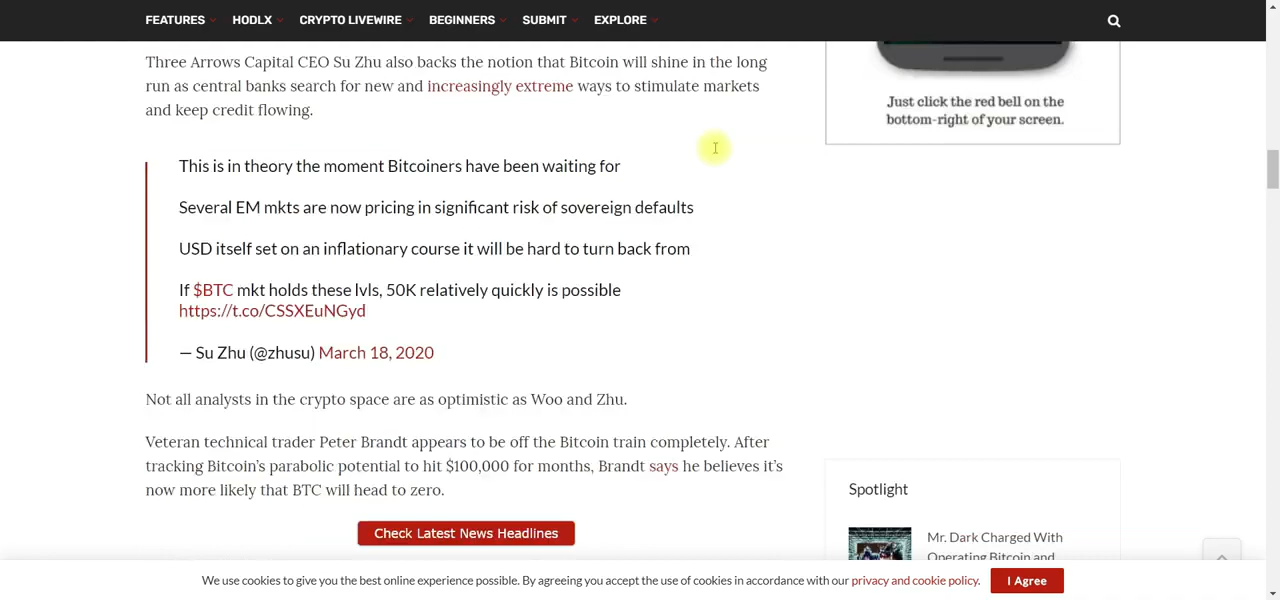 FEATURES HODLX CRYPTO LIVEWIRE BEGINNERS SUBMIT EXPLORE
Three Arrows Capital CEO Su Zhu also backs the notion that Bitcoin will shine in the long
run as central banks search for new and increasingly extreme ways to stimulate markets
and keep credit flowing.
This is in theory the moment Bitcoiners have been waiting for
Several EM mkts are now pricing in significant risk of sovereign defaults
USD itself set on an inflationary course it will be hard to turn back from
If $BTC mkt holds these lvls, 50K relatively quickly is possible
https://t.co/CSSXEuNGyd
— Su Zhu (@zhusu) March 18, 2020
Not all analysts in the crypto space are as optimistic as Woo and Zhu.
Veteran technical trader Peter Brandt appears to be off the Bitcoin train completely. After
tracking Bitcoin's parabolic potential to hit $100,000 for months, Brandt says he believes it's
now more likely that BTC will head to zero.
Check Latest News Headlines
Just click the red bell on the
bottom-right of your screen.
Spotlight
Mr. Dark Charged With
Operating Bitcoin and
We use cookies to give you the best online experience possible. By agreeing you accept the use of cookies in accordance with our privacy and cookie policy.
I Agree